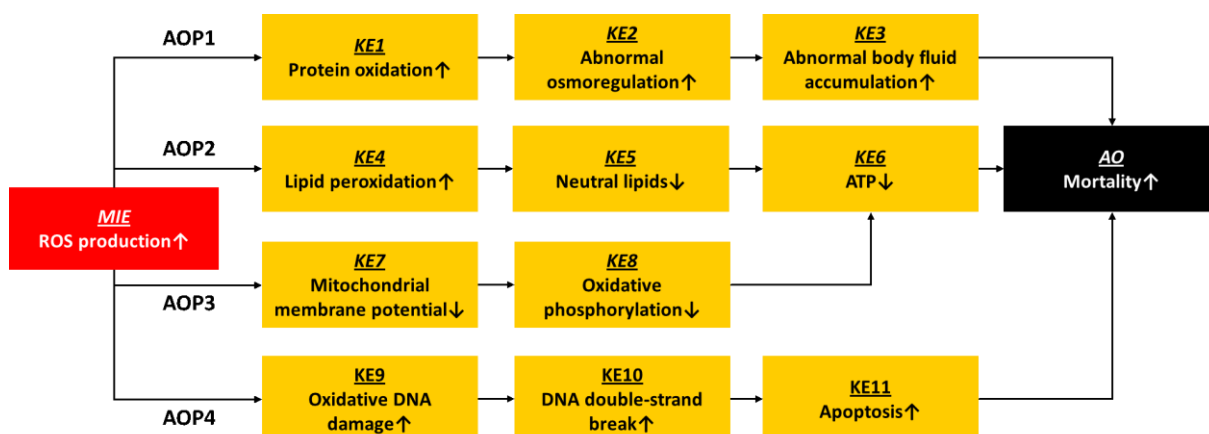 AOP1
KE1
Protein oxidation↑
KE2
Abnormal
osmoregulation↑
KE3
Abnormal body fluid
accumulation↑
AOP2
KE4
Lipid peroxidation↑
KE5
Neutral lipids↓
KE6
ATP↓
AO
Mortality↑
MIE
ROS production↑
AOP3
KE7
Mitochondrial
membrane potential↓
KE8
Oxidative
phosphorylation↓
AOP4
KE9
Oxidative DNA
damage↑
KE10
DNA double-strand
break↑
KE11
Apoptosis↑